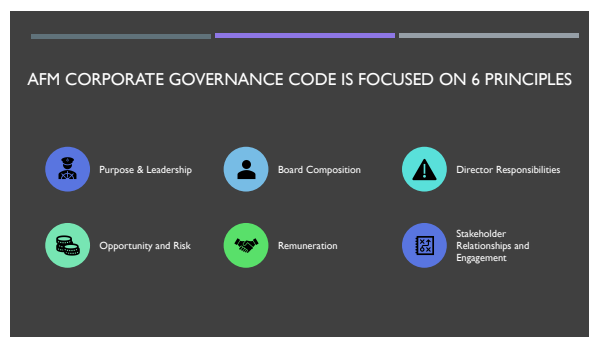 AFM CORPORATE GOVERNANCE CODE IS FOCUSED ON 6 PRINCIPLES
Purpose & Leadership
Board Composition
Director Responsibilities
Opportunity and Risk
Remuneration
Stakeholder
Relationships and
Engagement